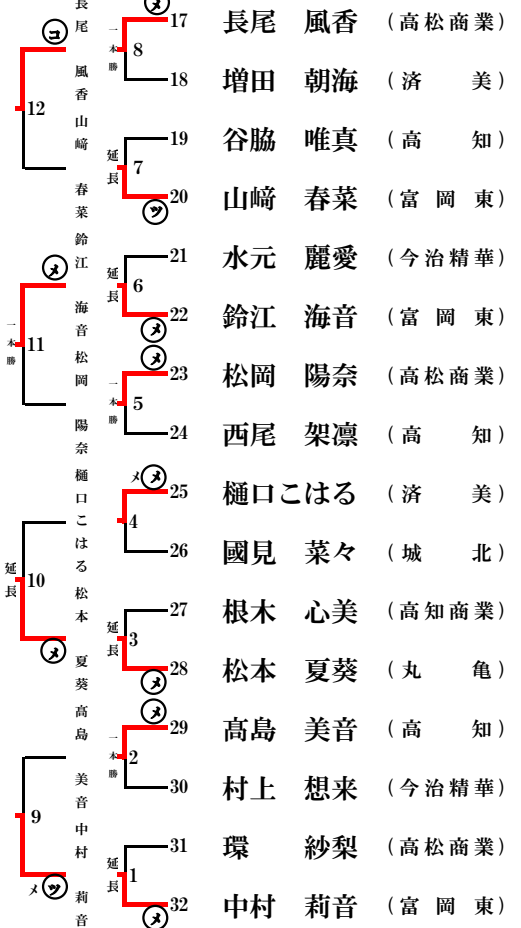 17 長尾 風香 (高松商業)
18 増田 朝海 (済美)
19 谷脇 唯真 (高知)
20 山﨑 春菜 (富岡東)
21 水元 麗愛 (今治精華)
22 鈴江 海音 (富岡東)
23 松岡 陽奈 (高松商業)
24 西尾 架凛 (高知)
25 樋口こはる (済美)
26 國見 菜々 (城北)
27 根木 心美 (高知商業)
28 松本 夏葵 (丸亀)
29 髙島 美音 (高知)
30 村上 想来 (今治精華)
31 環 紗梨 (高松商業)
32 中村 莉音 (富岡東)
メ
一本勝
8
延長
7
ツ
延長
6
メ
メ
一本勝
5
メメ
4
延長
3
メ
メ
一本勝
2
延長
1
メ
長尾 風香
山﨑 春菜
鈴江 海音
松岡 陽奈
樋口こはる
松本 夏葵
髙島 美音
中村 莉音
コ
12
メ
一本勝
11
延長
10
メ
9
メツ